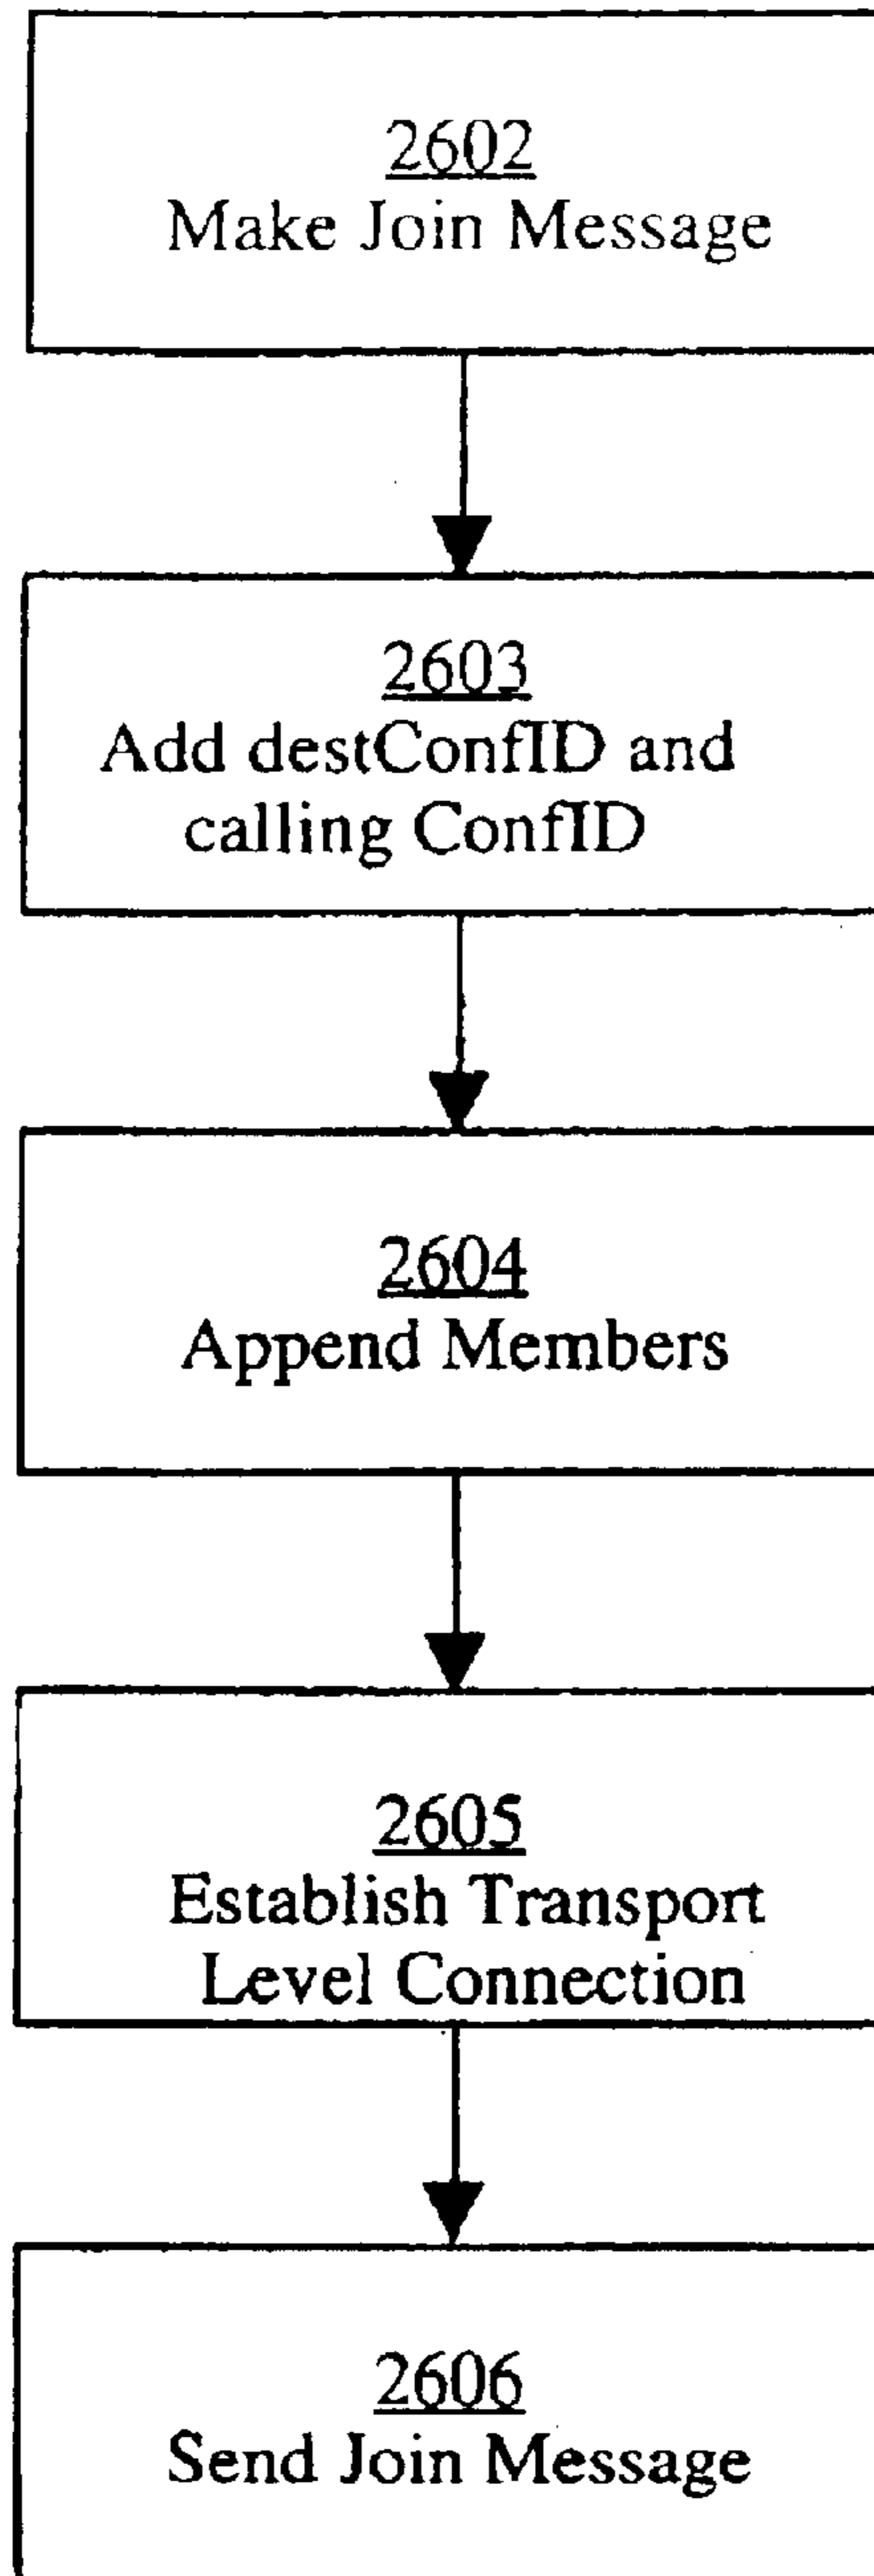 2602
Make Join Message
2603
Add destConfID and
calling ConfID
2604
Append Members
2605
Establish Transport
Level Connection
2606
Send Join Message